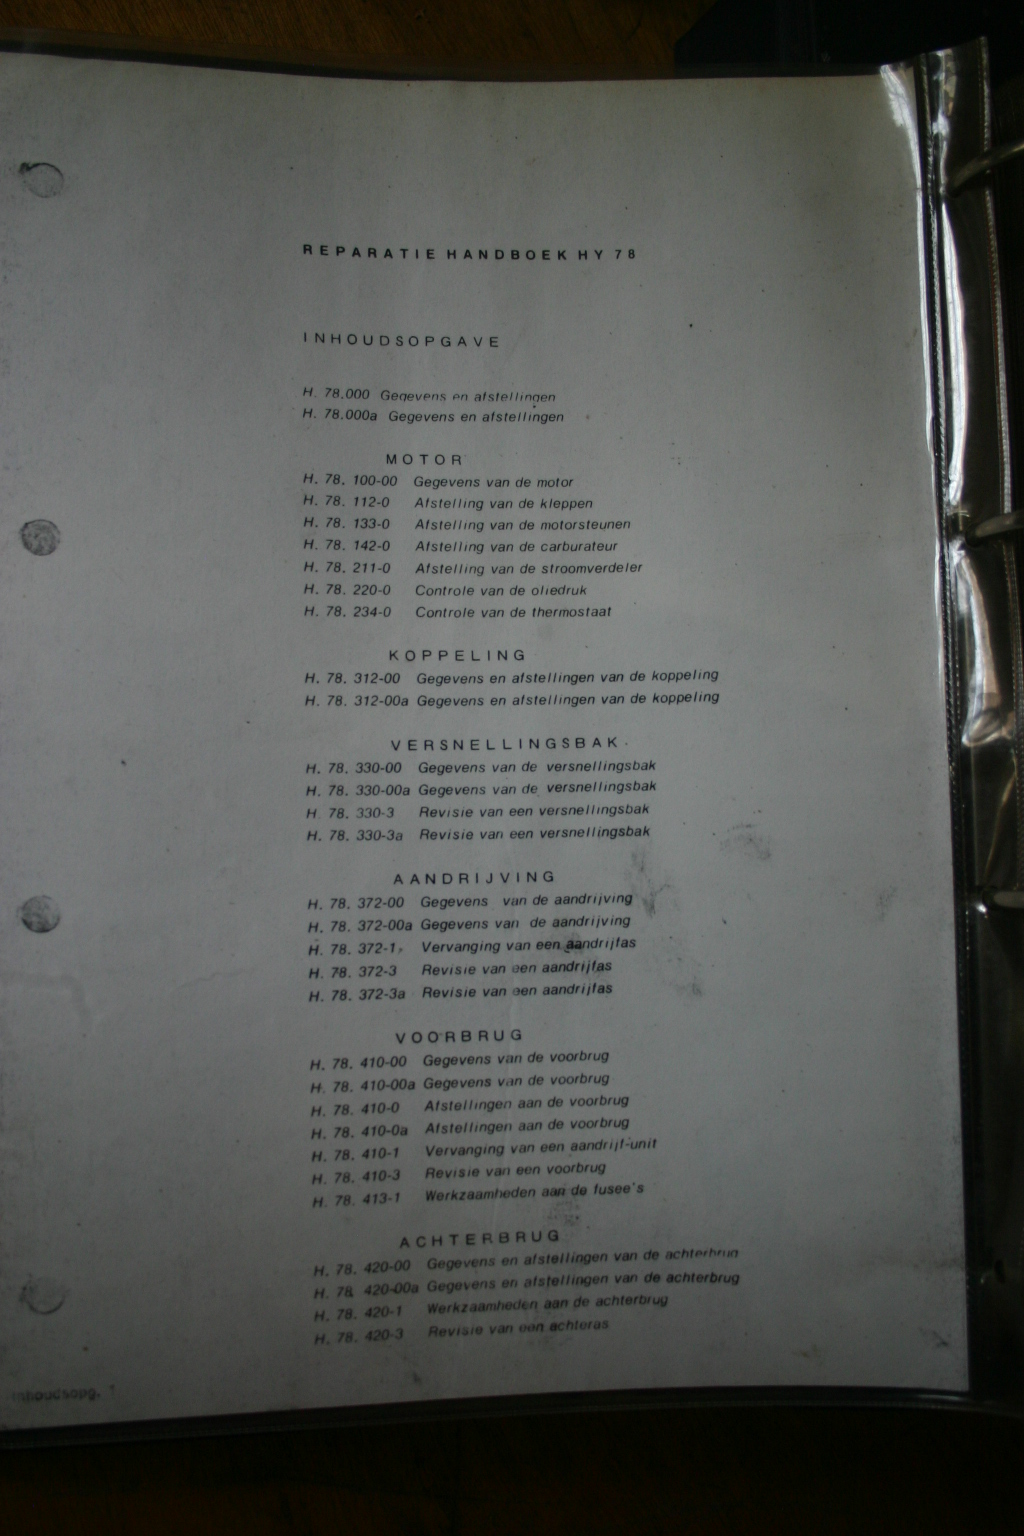 REPARATIE HANDBOEK HY 78
INHOUDSOPGAVE
H. 78.000 Gegevens en afstellingen
H. 78.000a Gegevens en afstellingen
MOTOR
H. 78. 100-00 Gegevens van de motor
H. 78. 112-0 Afstelling van de kleppen
H. 78. 133-0 Afstelling van de motorsteunen
H. 78. 142-0 Afstelling van de carburateur
H. 78. 211-0 Afstelling van de stroomverdeler
H. 78. 220-0 Controle van de oliedruk
H. 78. 234-0 Controle van de thermostaat
KOPPELING
H. 78. 312-00 Gegevens en afstellingen van de koppeling
H. 78. 312-00a Gegevens en afstellingen van de koppeling
VERSNELLINGSBAK
H. 78. 330-00 Gegevens van de versnellingsbak
H. 78. 330-00a Gegevens van de versnellingsbak
H. 78. 330-3 Revisie van een versnellingsbak
H. 78. 330-3a Revisie van een versnellingsbak
AANDRIJVING
H. 78. 372-00 Gegevens van de aandrijving
H. 78. 372-00a Gegevens van de aandrijving
H. 78. 372-1 Vervanging van een aandrijfas
H. 78. 372-3 Revisie van een aandrijfas
H. 78. 372-3a Revisie van een aandrijfas
VOORBRUG
H. 78. 410-00 Gegevens van de voorbrug
H. 78. 410-00a Gegevens van de voorbrug
H. 78. 410-0 Afstellingen aan de voorbrug
H. 78. 410-0a Afstellingen aan de voorbrug
H. 78. 410-1 Vervanging van een aandrijf-unit
H. 78. 410-3 Revisie van een voorbrug
H. 78. 413-1 Werkzaamheden aan de fusee's
ACHTERBRUG
H. 78. 420-00 Gegevens en afstellingen van de achterbrug
H. 78. 420-00a Gegevens en afstellingen van de achterbrug
H. 78. 420-1 Werkzaamheden aan de achterbrug
H. 78. 420-3 Revisie van een achteras
Inhoudsopg. 1